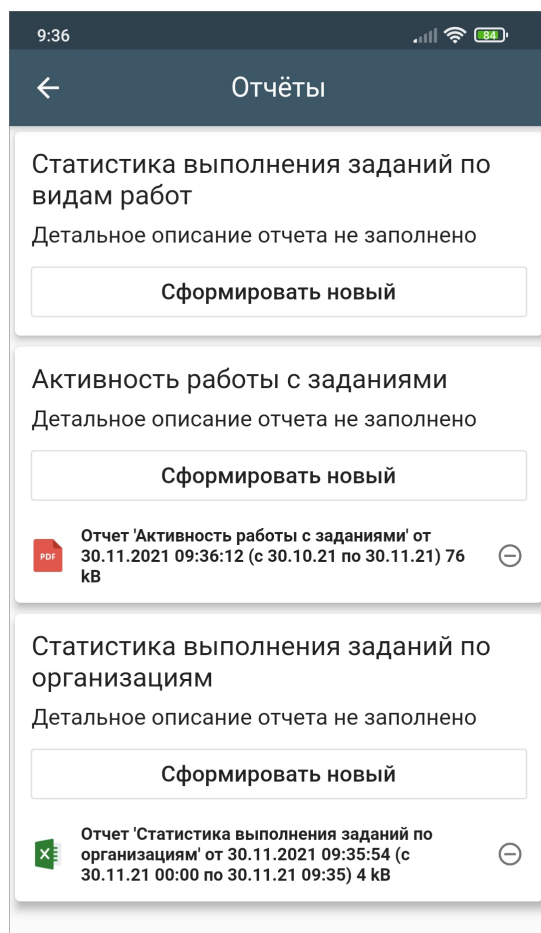 9:36
84
Отчёты
Статистика выполнения заданий по
видам работ
Детальное описание отчета не заполнено
Сформировать новый
Активность работы с заданиями
Детальное описание отчета не заполнено
Сформировать новый
PDF
Отчет 'Активность работы с заданиями' от
30.11.2021 09:36:12 (с 30.10.21 по 30.11.21) 76
kB
Статистика выполнения заданий по
организациям
Детальное описание отчета не заполнено
Сформировать новый
X
Отчет 'Статистика выполнения заданий по
организациям' от 30.11.2021 09:35:54 (с
30.11.21 00:00 по 30.11.21 09:35) 4 kB